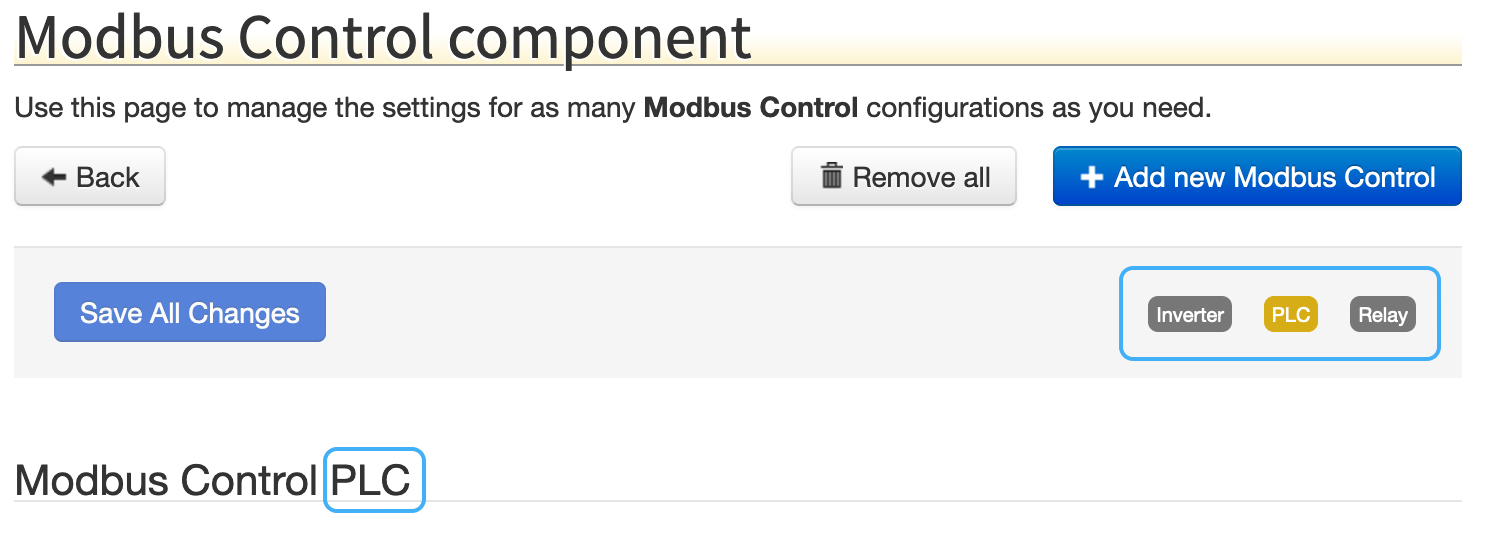 Modbus Control component
Use this page to manage the settings for as many Modbus Control configurations as you need.
Back
Remove all
Add new Modbus Control
Save All Changes
Inverter
PLC
Relay
Modbus Control PLC